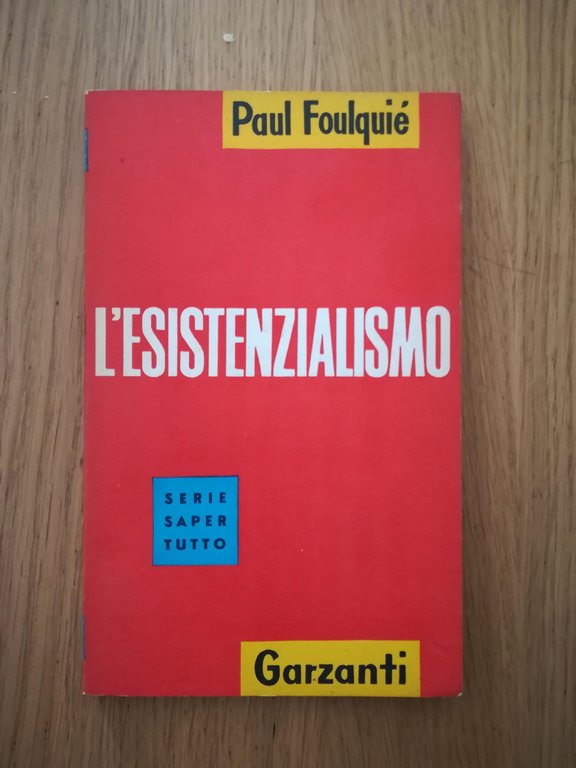 Paul Foulquié
L'ESISTENZIALISMO
SERIE
SAPER
TUTTO
Garzanti